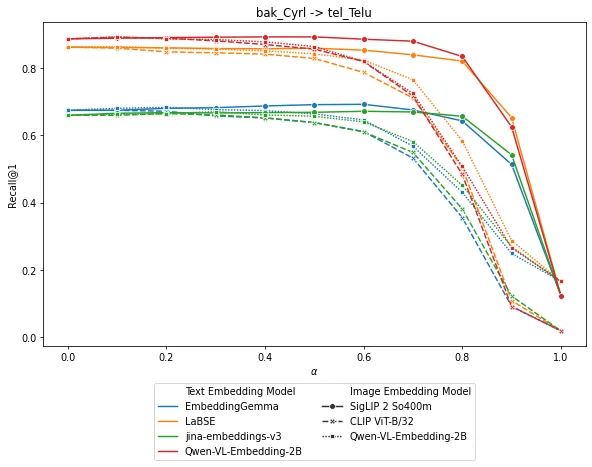 bak_Cyrl -> tel_Telu
Recall@1
0.8
0.6
0.4
0.2
0.0
0.0 0.2 0.4 0.6 0.8 1.0
α
Text Embedding Model Image Embedding Model
EmbeddingGemma SigLIP 2 So400m
LaBSE CLIP ViT-B/32
jina-embeddings-v3 Qwen-VL-Embedding-2B
Qwen-VL-Embedding-2B